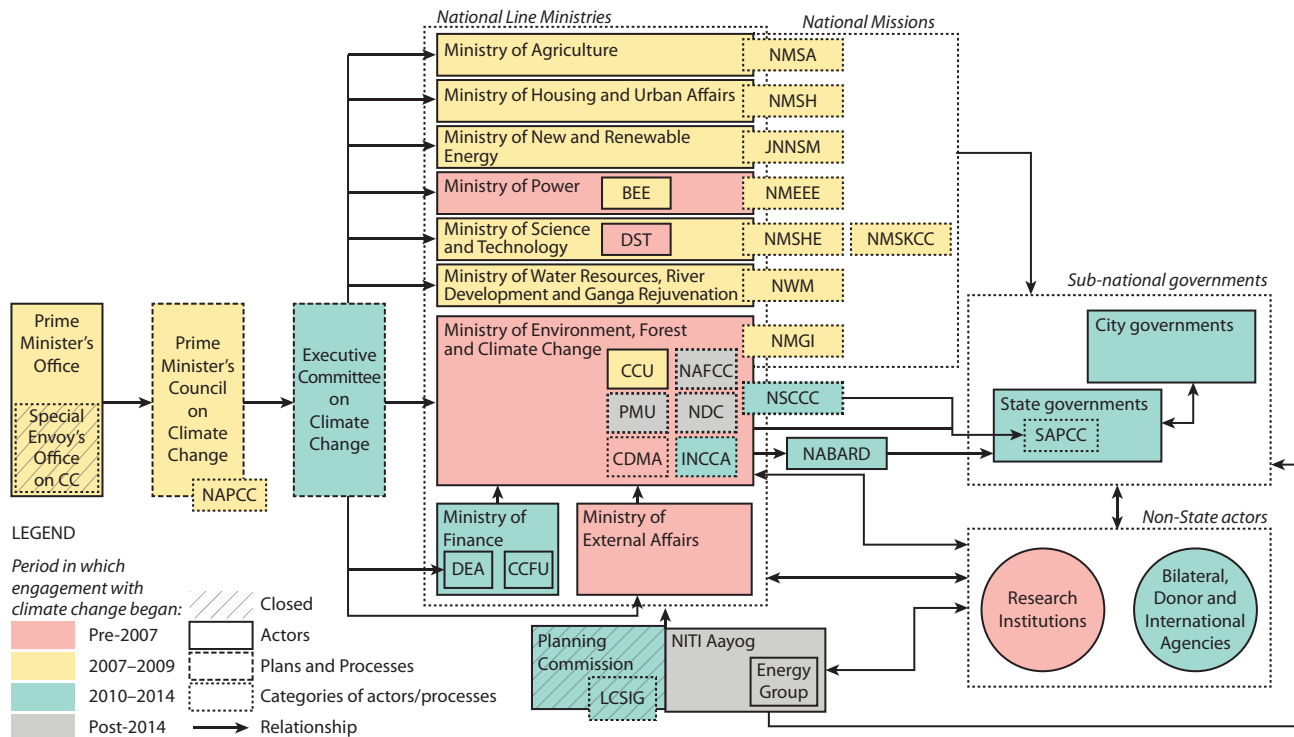 National Line Ministries
National Missions
Ministry of Agriculture
NMSA
Ministry of Housing and Urban Affairs
NMSH
Ministry of New and Renewable
Energy
JNNSM
Ministry of Power
BEE
NMEEE
Ministry of Science
and Technology
DST
NMSHE
NMSKCC
Ministry of Water Resources, River
Development and Ganga Rejuvenation
NWM
Prime
Minister's
Office
Special
Envoy's
Office
on CC
Prime
Minister's
Council
on
Climate
Change
NAPCC
Executive
Committee
on
Climate
Change
Ministry of Environment, Forest
and Climate Change
NMGI
CCU
NAFCC
PMU
NDC
CDMA
INCCA
NSCCC
NABARD
Sub-national governments
City governments
State governments
SAPCC
Ministry of
Finance
DEA
CCFU
Ministry of
External Affairs
Non-State actors
Research
Institutions
Bilateral,
Donor and
International
Agencies
Planning
Commission
LCSIG
NITI Aayog
Energy
Group
LEGEND
Period in which
engagement with
climate change began:
Pre-2007
2007–2009
2010–2014
Post-2014
Closed
Actors
Plans and Processes
Categories of actors/processes
Relationship